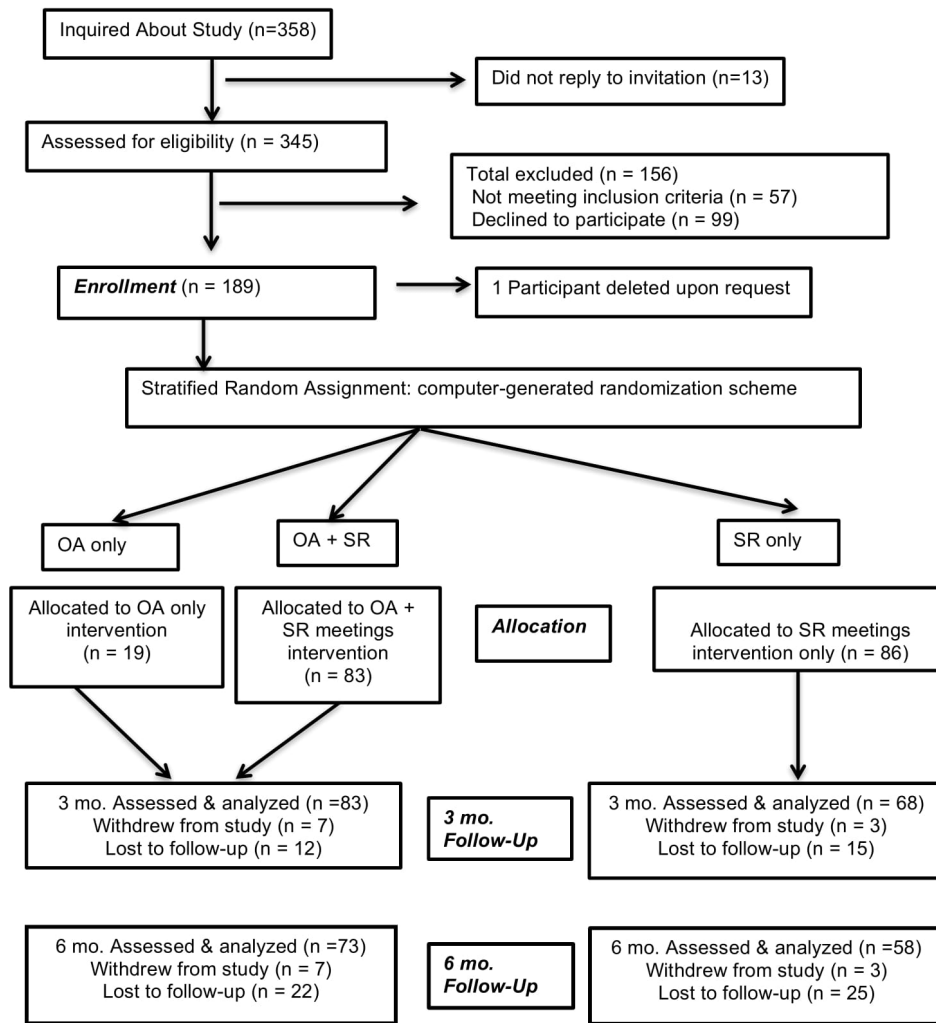 Inquired About Study (n=358)
Did not reply to invitation (n=13)
Assessed for eligibility (n = 345)
Total excluded (n = 156)
Not meeting inclusion criteria (n = 57)
Declined to participate (n = 99)
Enrollment (n = 189)
1 Participant deleted upon request
Stratified Random Assignment: computer-generated randomization scheme
OA only
OA + SR
SR only
Allocated to OA only
intervention
(n = 19)
Allocated to OA +
SR meetings
intervention
(n = 83)
Allocation
Allocated to SR meetings
intervention only (n = 86)
3 mo. Assessed & analyzed (n =83)
Withdrew from study (n = 7)
Lost to follow-up (n = 12)
3 mo.
Follow-Up
3 mo. Assessed & analyzed (n = 68)
Withdrew from study (n = 3)
Lost to follow-up (n = 15)
6 mo. Assessed & analyzed (n =73)
Withdrew from study (n = 7)
Lost to follow-up (n = 22)
6 mo.
Follow-Up
6 mo. Assessed & analyzed (n =58)
Withdrew from study (n = 3)
Lost to follow-up (n = 25)